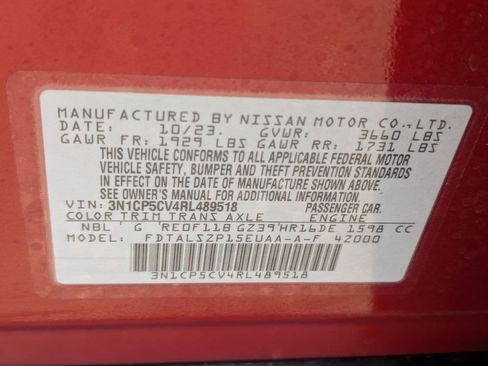 MANUFACTURED BY NISSAN MOTOR CO.,LTD.
DATE: 10/23. GVWR: 3660 LBS
GAWR FR: 1929 LBS GAWR RR: 1731 LBS
THIS VEHICLE CONFORMS TO ALL APPLICABLE FEDERAL MOTOR
VEHICLE SAFETY, BUMPER AND THEFT PREVENTION STANDARDS
IN EFFECT ON THE DATE OF MANUFACTURE SHOWN ABOVE.
SEE OWNER'S MANUAL FOR ADDITIONAL INFORMATION.
VIN: 3N1CP5CV4RL489518 PASSENGER CAR.
COLOR TRIM TRANS AXLE ENGINE
NBL G RE0F11B GZ39 HR16DE 1598 CC
MODEL: FDTALSZP15EUAA-A-F 42000
3N1CP5CV4RL489518